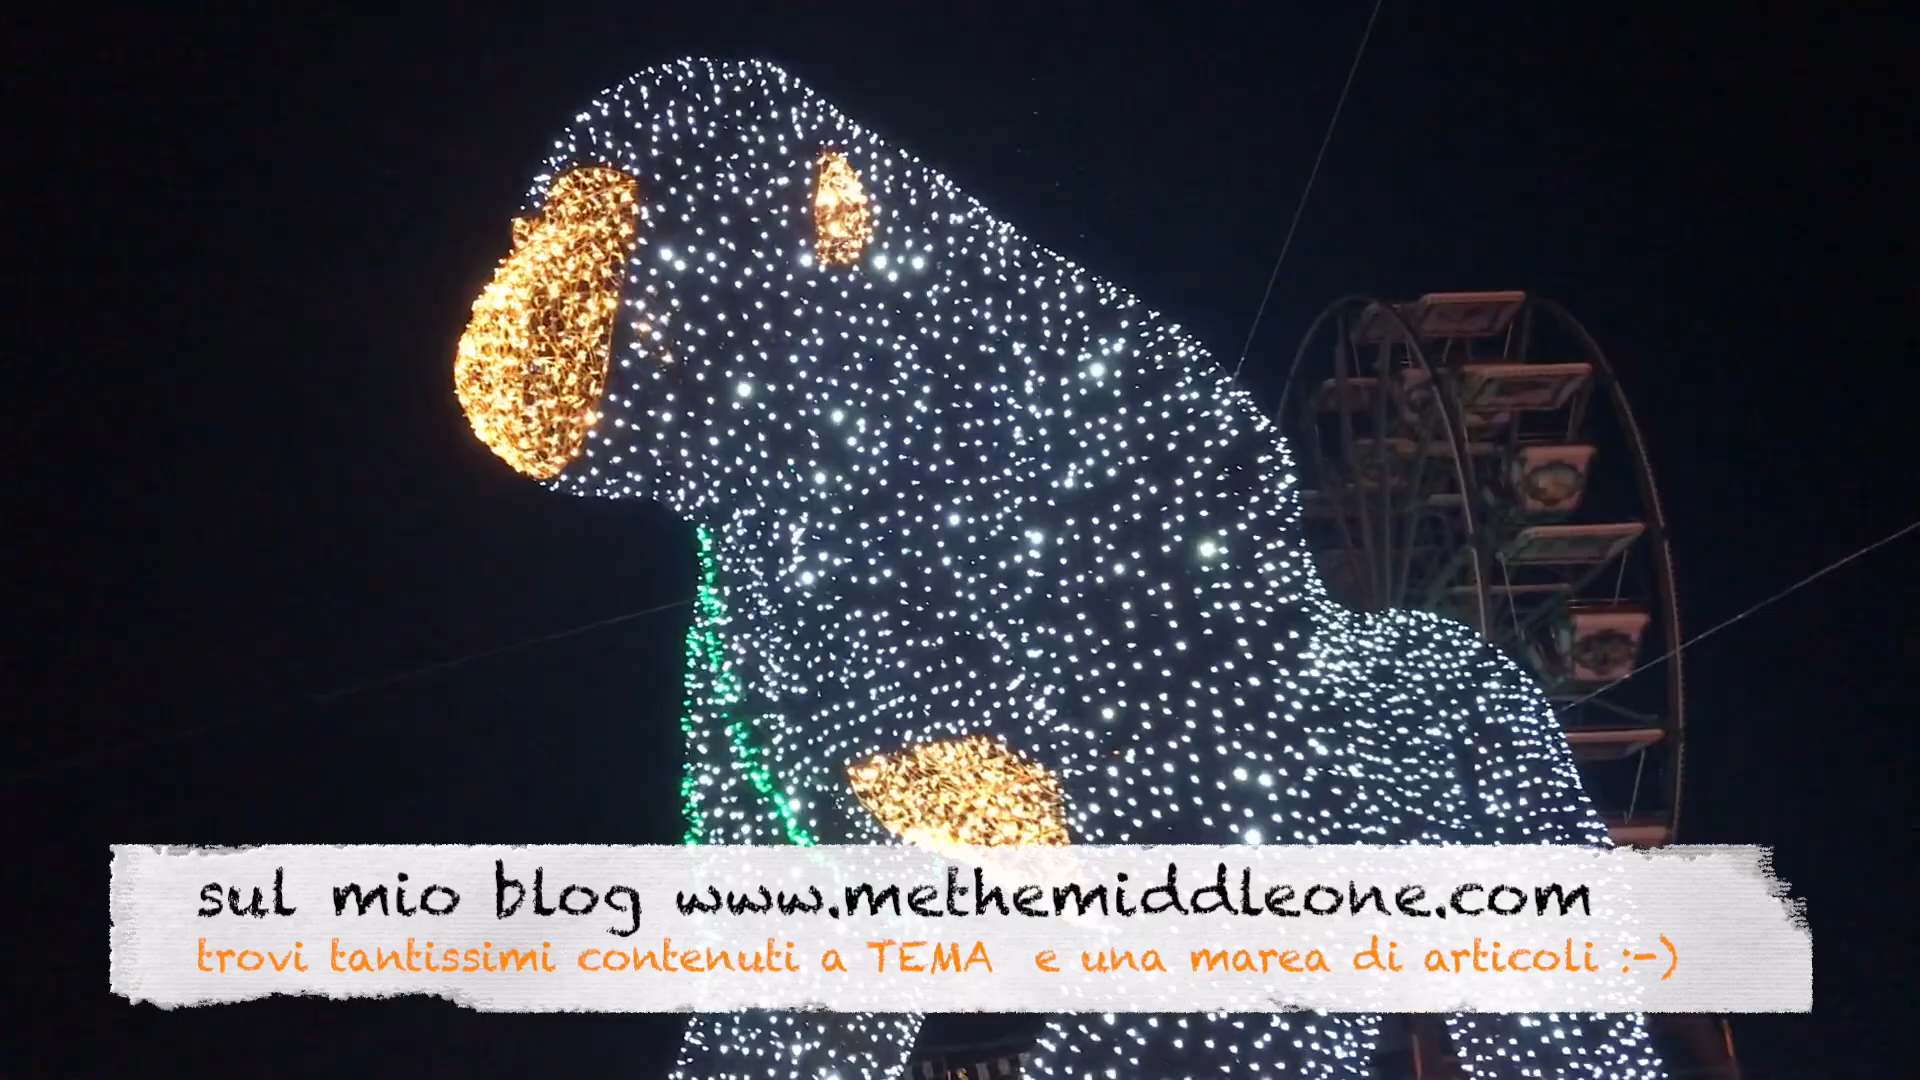 sul mio blog www.methemiddleone.com
trovi tantissimi contenuti a TEMA e una marea di articoli :-)